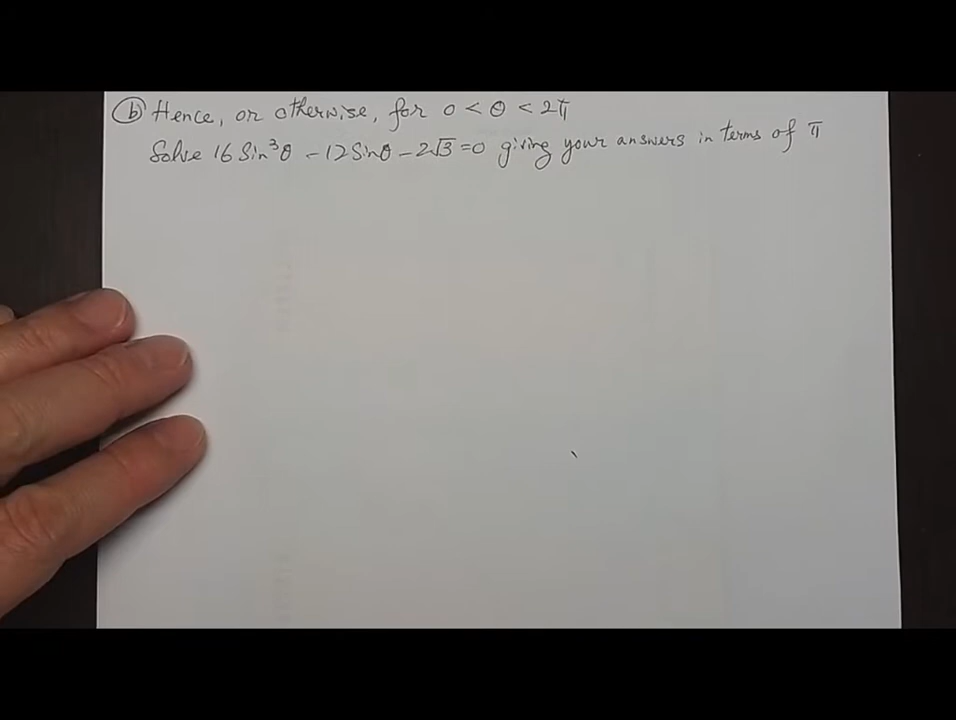 (b) Hence, or otherwise, for 0 < θ < 2π
Solve 16 Sin³θ - 12 Sinθ - 2√3 = 0 giving your answers in terms of π